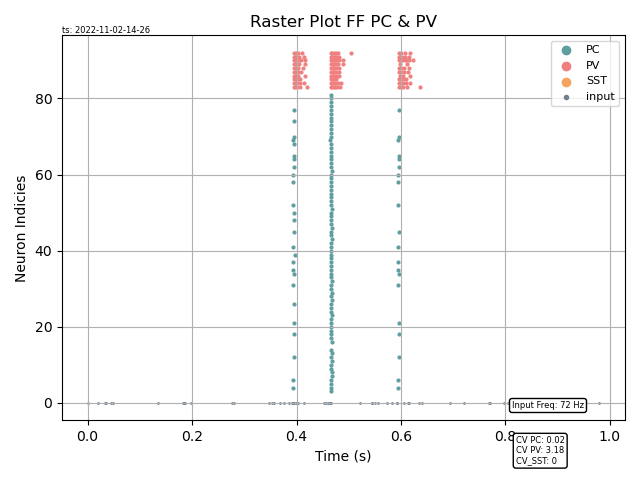 Raster Plot FF PC & PV
ts: 2022-11-02-14-26
PC
PV
SST
input
Neuron Indicies
80
60
40
20
0
Input Freq: 72 Hz
0.0 0.2 0.4 0.6 0.8 1.0
Time (s)
CV PC: 0.02
CV PV: 3.18
CV_SST: 0